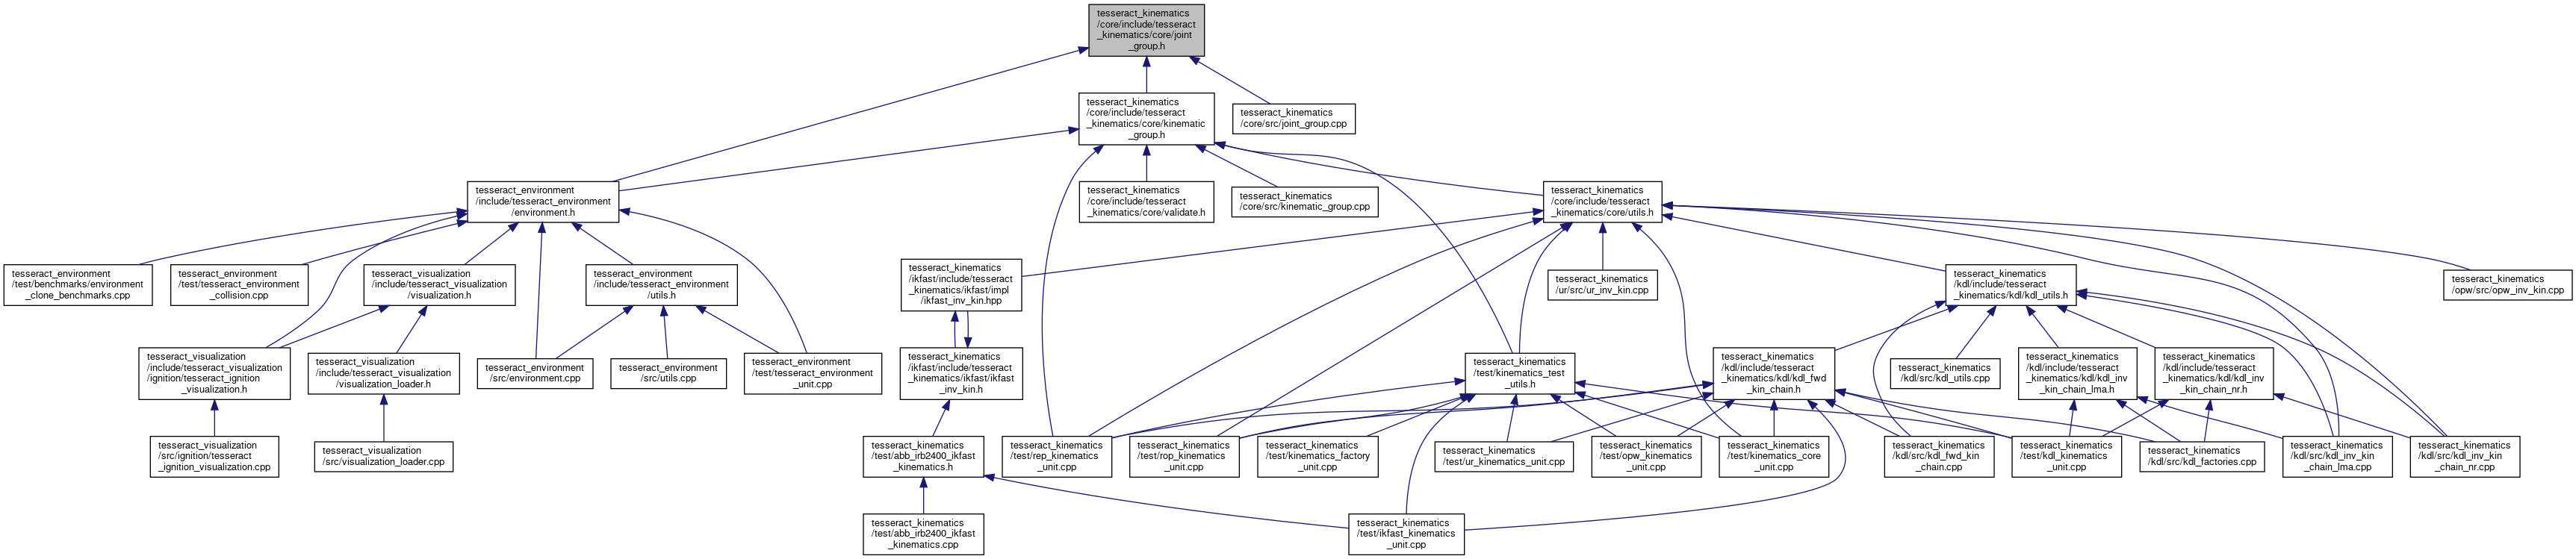 tesseract_kinematics
/core/include/tesseract
_kinematics/core/joint
_group.h
tesseract_kinematics
/core/include/tesseract
_kinematics/core/kinematic
_group.h
tesseract_kinematics
/core/src/joint_group.cpp
tesseract_environment
/include/tesseract_environment
/environment.h
tesseract_kinematics
/core/include/tesseract
_kinematics/core/validate.h
tesseract_kinematics
/core/src/kinematic_group.cpp
tesseract_kinematics
/core/include/tesseract
_kinematics/core/utils.h
tesseract_environment
/test/benchmarks/environment
_clone_benchmarks.cpp
tesseract_environment
/test/tesseract_environment
_collision.cpp
tesseract_visualization
/include/tesseract_visualization
/visualization.h
tesseract_environment
/include/tesseract_environment
/utils.h
tesseract_kinematics
/ikfast/include/tesseract
_kinematics/ikfast/impl
/ikfast_inv_kin.hpp
tesseract_kinematics
/ur/src/ur_inv_kin.cpp
tesseract_kinematics
/kdl/include/tesseract
_kinematics/kdl/kdl_utils.h
tesseract_kinematics
/opw/src/opw_inv_kin.cpp
tesseract_visualization
/include/tesseract_visualization
/ignition/tesseract_ignition
_visualization.h
tesseract_visualization
/include/tesseract_visualization
/visualization_loader.h
tesseract_environment
/src/environment.cpp
tesseract_environment
/src/utils.cpp
tesseract_environment
/test/tesseract_environment
_unit.cpp
tesseract_kinematics
/ikfast/include/tesseract
_kinematics/ikfast/ikfast
_inv_kin.h
tesseract_kinematics
/test/kinematics_test
_utils.h
tesseract_kinematics
/kdl/include/tesseract
_kinematics/kdl/kdl_fwd
_kin_chain.h
tesseract_kinematics
/kdl/src/kdl_utils.cpp
tesseract_kinematics
/kdl/include/tesseract
_kinematics/kdl/kdl_inv
_kin_chain_lma.h
tesseract_kinematics
/kdl/include/tesseract
_kinematics/kdl/kdl_inv
_kin_chain_nr.h
tesseract_visualization
/src/ignition/tesseract
_ignition_visualization.cpp
tesseract_visualization
/src/visualization_loader.cpp
tesseract_kinematics
/test/abb_irb2400_ikfast
_kinematics.h
tesseract_kinematics
/test/rep_kinematics
_unit.cpp
tesseract_kinematics
/test/rop_kinematics
_unit.cpp
tesseract_kinematics
/test/kinematics_factory
_unit.cpp
tesseract_kinematics
/test/ur_kinematics_unit.cpp
tesseract_kinematics
/test/opw_kinematics
_unit.cpp
tesseract_kinematics
/test/kinematics_core
_unit.cpp
tesseract_kinematics
/kdl/src/kdl_fwd_kin
_chain.cpp
tesseract_kinematics
/test/kdl_kinematics
_unit.cpp
tesseract_kinematics
/kdl/src/kdl_factories.cpp
tesseract_kinematics
/kdl/src/kdl_inv_kin
_chain_lma.cpp
tesseract_kinematics
/kdl/src/kdl_inv_kin
_chain_nr.cpp
tesseract_kinematics
/test/abb_irb2400_ikfast
_kinematics.cpp
tesseract_kinematics
/test/ikfast_kinematics
_unit.cpp